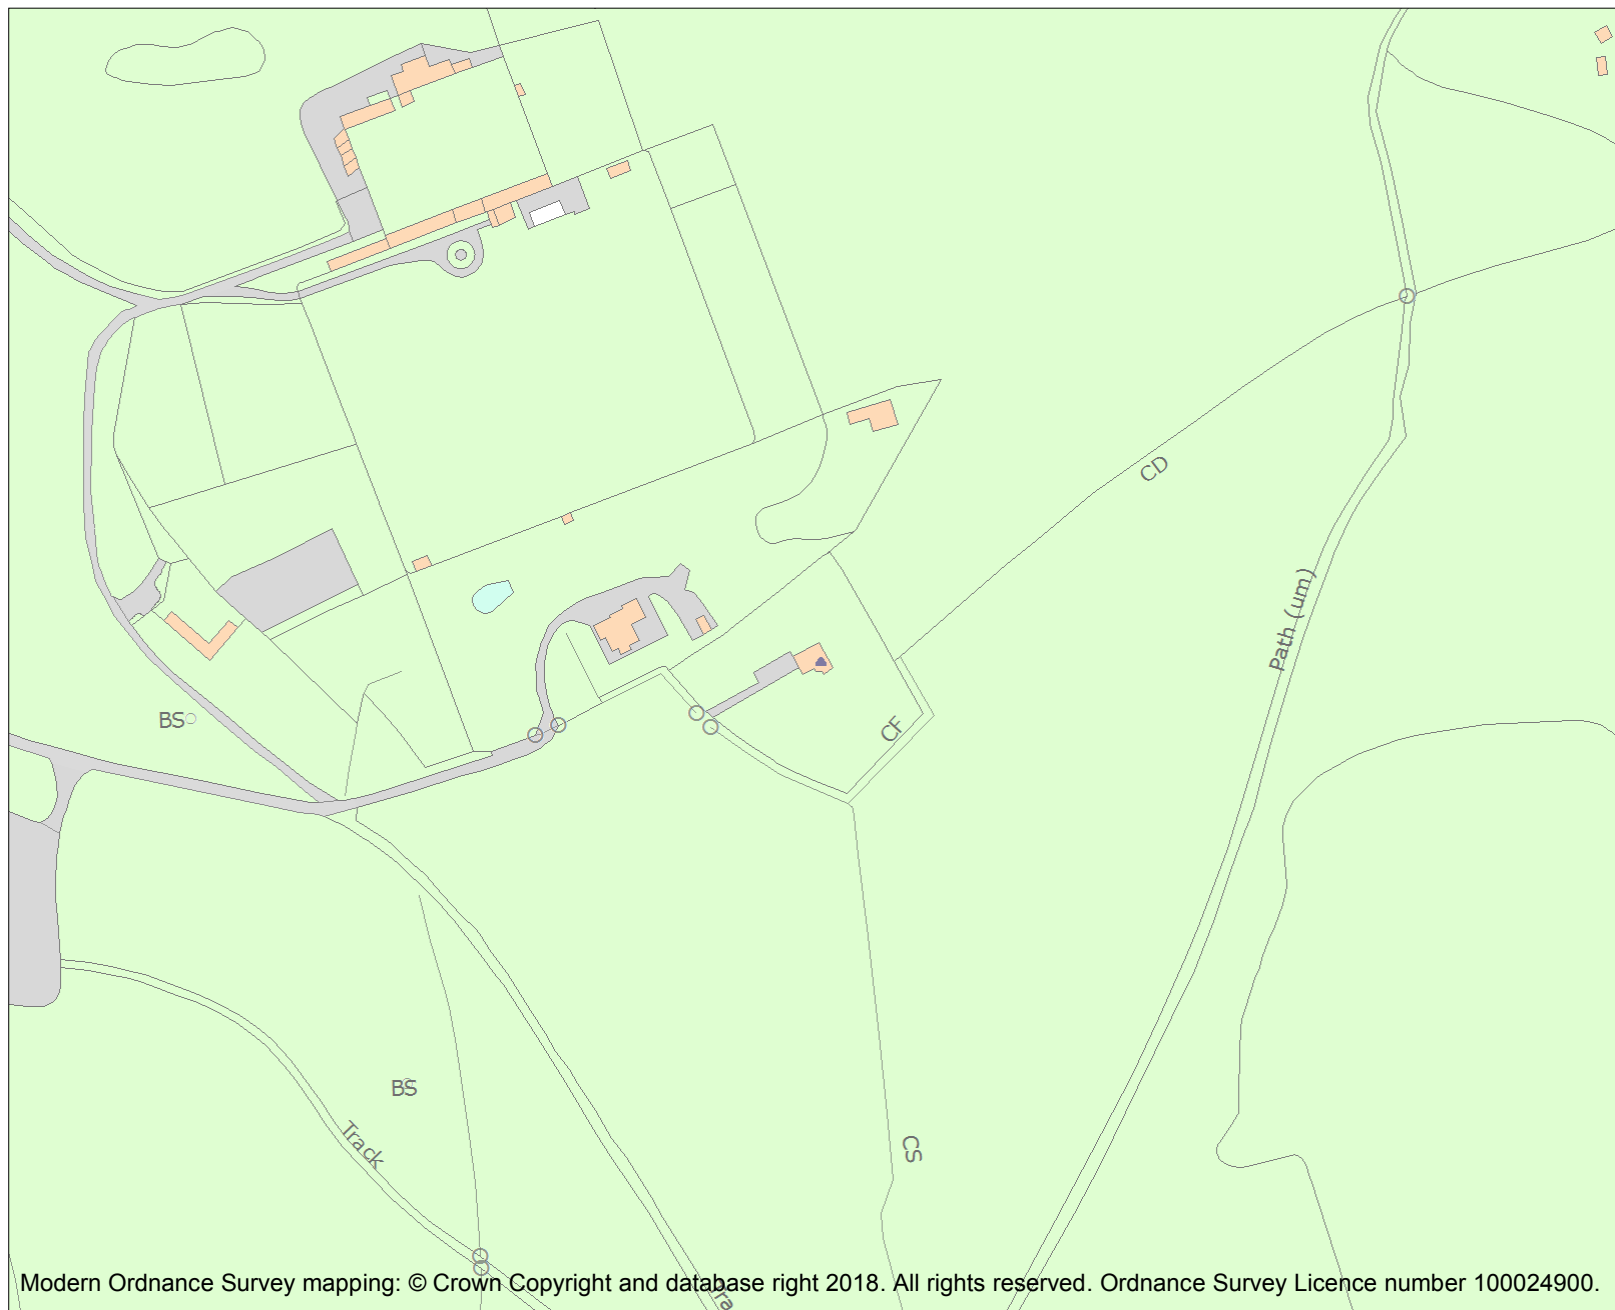 CD
Path (um)
BS
CF
BS
Track
CS
Modern Ordnance Survey mapping: © Crown Copyright and database right 2018. All rights reserved. Ordnance Survey Licence number 100024900.